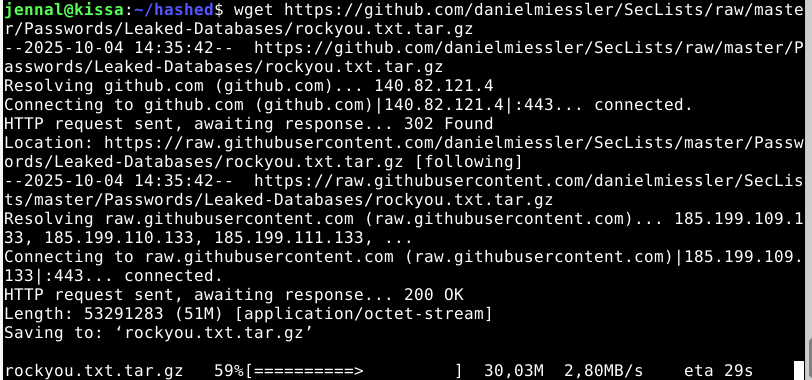 jennal@kissa:~/hashed$ wget https://github.com/danielmiessler/SecLists/raw/maste
r/Passwords/Leaked-Databases/rockyou.txt.tar.gz
--2025-10-04 14:35:42--  https://github.com/danielmiessler/SecLists/raw/master/P
asswords/Leaked-Databases/rockyou.txt.tar.gz
Resolving github.com (github.com)... 140.82.121.4
Connecting to github.com (github.com)|140.82.121.4|:443... connected.
HTTP request sent, awaiting response... 302 Found
Location: https://raw.githubusercontent.com/danielmiessler/SecLists/master/Passw
ords/Leaked-Databases/rockyou.txt.tar.gz [following]
--2025-10-04 14:35:42--  https://raw.githubusercontent.com/danielmiessler/SecLis
ts/master/Passwords/Leaked-Databases/rockyou.txt.tar.gz
Resolving raw.githubusercontent.com (raw.githubusercontent.com)... 185.199.109.1
33, 185.199.110.133, 185.199.111.133, ...
Connecting to raw.githubusercontent.com (raw.githubusercontent.com)|185.199.109.
133|:443... connected.
HTTP request sent, awaiting response... 200 OK
Length: 53291283 (51M) [application/octet-stream]
Saving to: ‘rockyou.txt.tar.gz’
rockyou.txt.tar.gz   59%[==========>         ]  30,03M  2,80MB/s    eta 29s